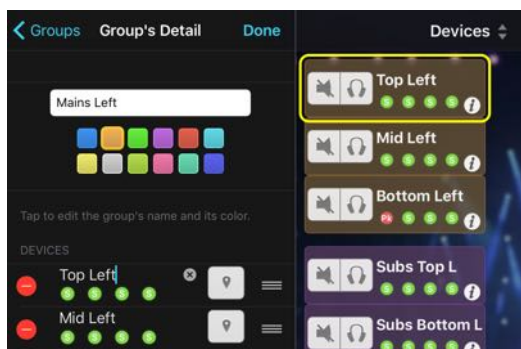 Groups Group's Detail Done
Mains Left
Tap to edit the group's name and its color.
DEVICES
Top Left
S S S S
Mid Left
S S S S
Devices
Top Left
S S S S i
Mid Left
S S S S i
Bottom Left
Pk S S S i
Subs Top L
S S S S i
Subs Bottom L
S S S S i